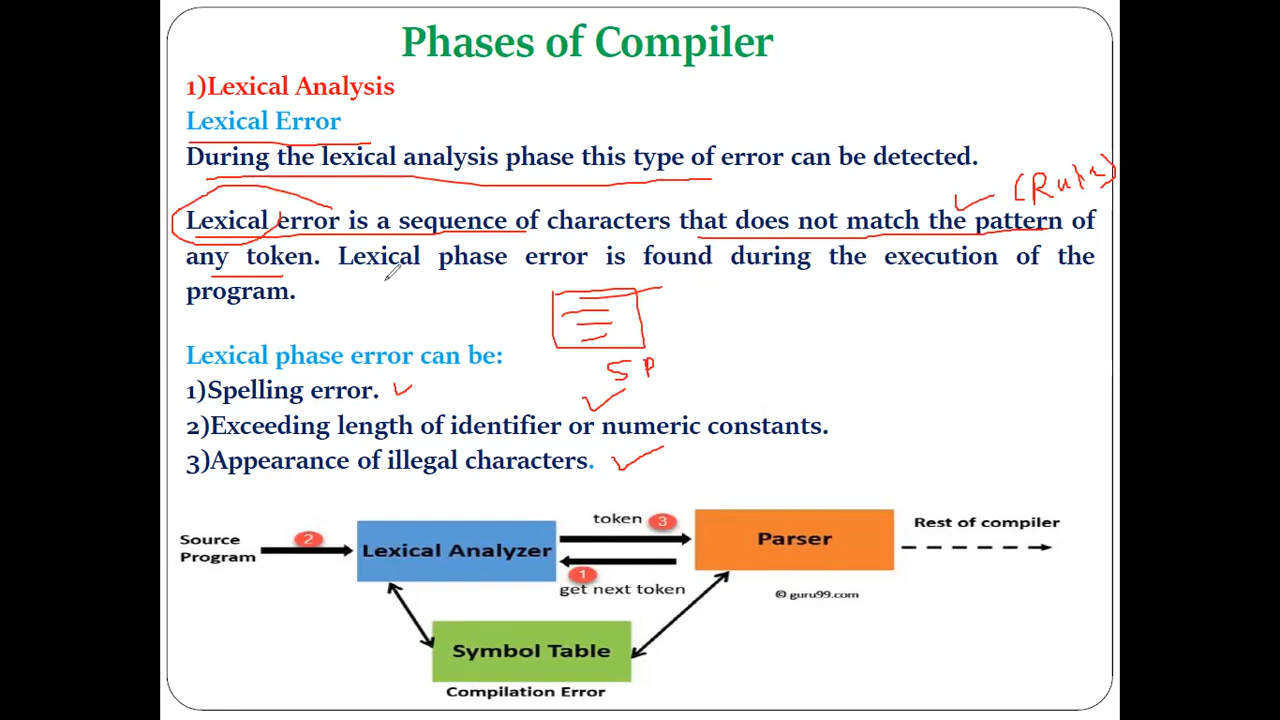 Phases of Compiler
1)Lexical Analysis
Lexical Error
During the lexical analysis phase this type of error can be detected.
(Rule)
Lexical error is a sequence of characters that does not match the pattern of
any token. Lexical phase error is found during the execution of the
program.
Lexical phase error can be:
SP
1)Spelling error.
2)Exceeding length of identifier or numeric constants.
3)Appearance of illegal characters.
Source
Program
2
Lexical Analyzer
token 3
1
get next token
Parser
Rest of compiler
© guru99.com
Symbol Table
Compilation Error